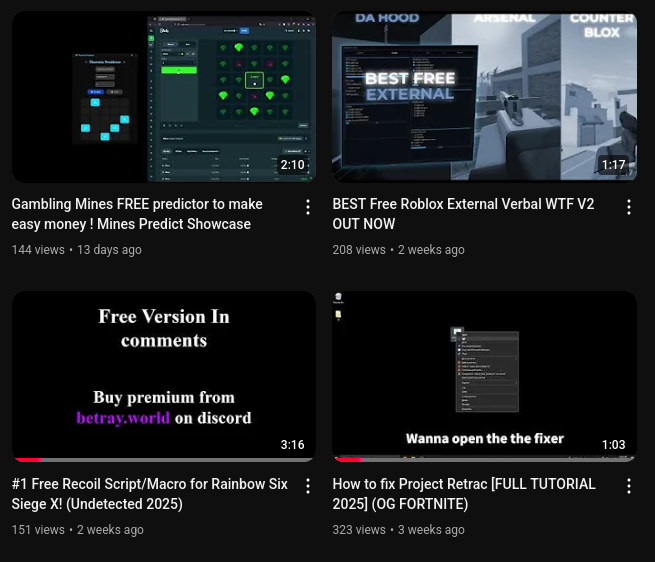 DA HOOD
ARSENAL
COUNTER
BLOX
BEST FREE
EXTERNAL
2:10
1:17
Gambling Mines FREE predictor to make
easy money ! Mines Predict Showcase
144 views • 13 days ago
BEST Free Roblox External Verbal WTF V2
OUT NOW
208 views • 2 weeks ago
Free Version In
comments
Buy premium from
betray.world on discord
3:16
Wanna open the the fixer
1:03
#1 Free Recoil Script/Macro for Rainbow Six
Siege X! (Undetected 2025)
151 views • 2 weeks ago
How to fix Project Retrac [FULL TUTORIAL
2025] (OG FORTNITE)
323 views • 3 weeks ago